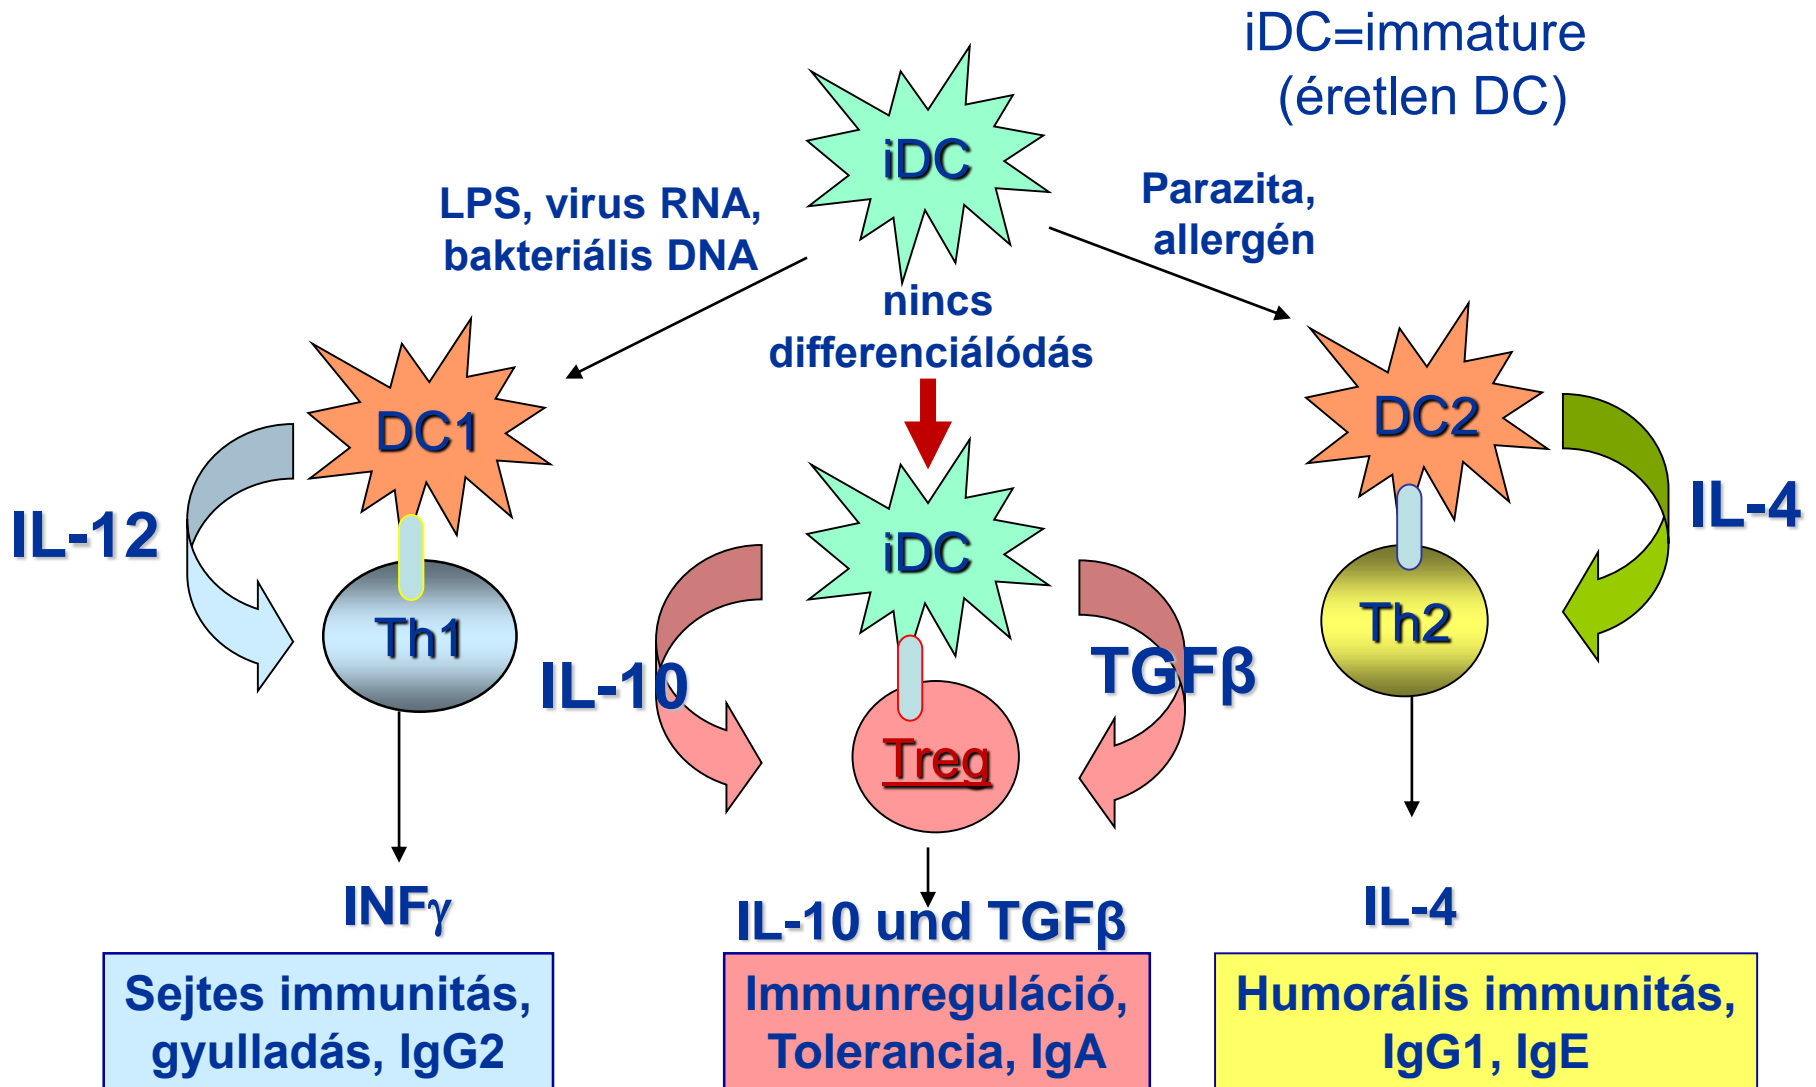 iDC=immature
(éretlen DC)
iDC
LPS, virus RNA,
bakteriális DNA
Parazita,
allergén
nincs
differenciálódás
DC1
DC2
IL-12
IL-4
iDC
Th1
Th2
IL-10
TGFβ
Treg
INFγ
IL-10 und TGFβ
IL-4
Sejtes immunitás,
gyulladás, IgG2
Immunreguláció,
Tolerancia, IgA
Humorális immunitás,
IgG1, IgE